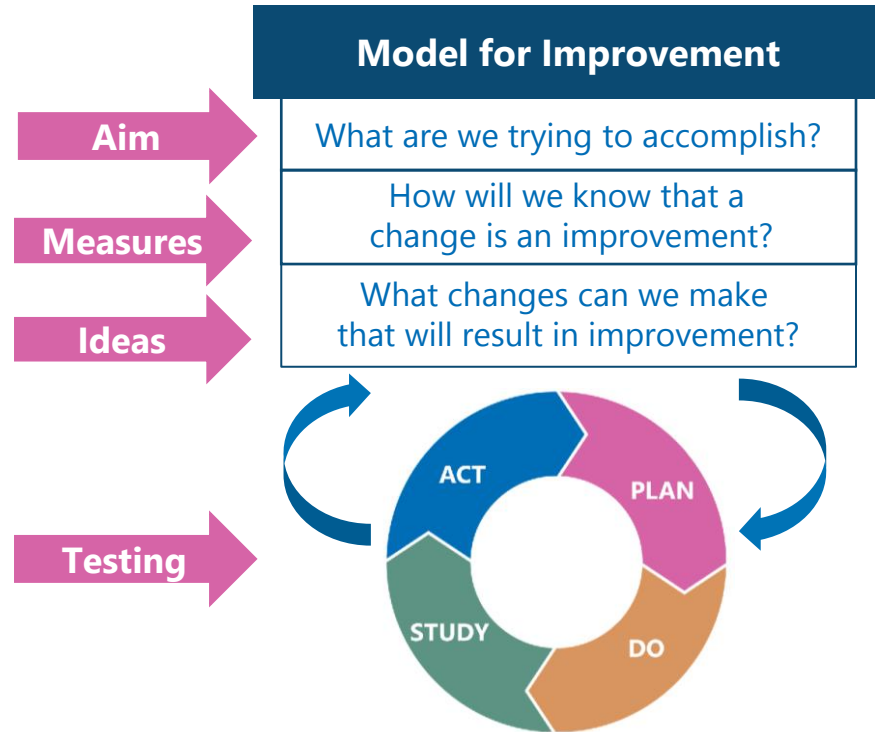 Model for Improvement
Aim
What are we trying to accomplish?
Measures
How will we know that a
change is an improvement?
Ideas
What changes can we make
that will result in improvement?
Testing
ACT
PLAN
STUDY
DO